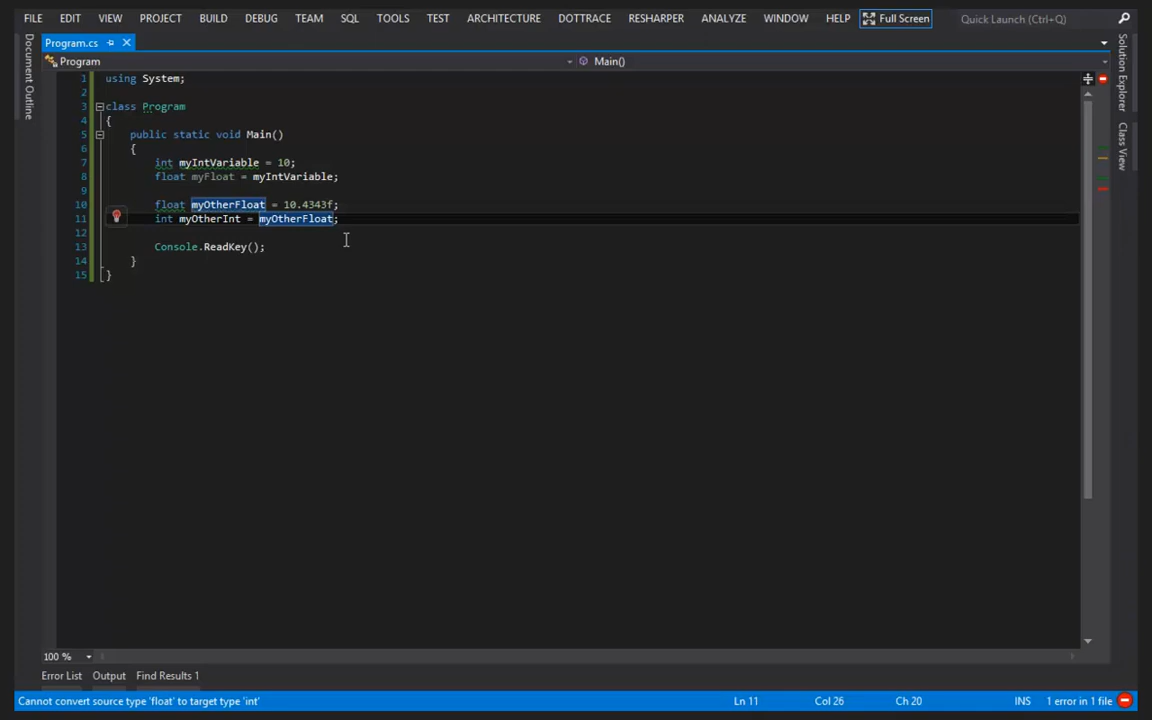 FILE EDIT VIEW PROJECT BUILD DEBUG TEAM SQL TOOLS TEST ARCHITECTURE DOTTRACE RESHARPER ANALYZE WINDOW HELP Full Screen Quick Launch (Ctrl+Q)
Program.cs
Document Outline
Solution Explorer
Class View
Program Main()
1 using System;
2
3 class Program
4 {
5 public static void Main()
6 {
7 int myIntVariable = 10;
8 float myFloat = myIntVariable;
9
10 float myOtherFloat = 10.4343f;
11 int myOtherInt = myOtherFloat;
12
13 Console.ReadKey();
14 }
15 }
100 %
Error List Output Find Results 1
Cannot convert source type 'float' to target type 'int' Ln 11 Col 26 Ch 20 INS 1 error in 1 file